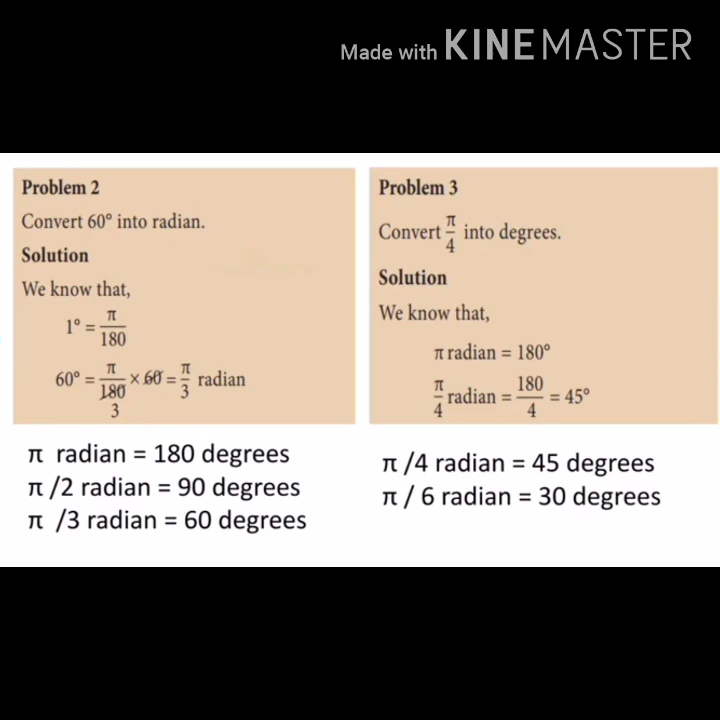 Made with KINEMASTER
Problem 2
Convert 60° into radian.
Solution
We know that,
1° = π/180
60° = π/180 × 60 = π/3 radian
3
Problem 3
Convert π/4 into degrees.
Solution
We know that,
π radian = 180°
π/4 radian = 180/4 = 45°
π radian = 180 degrees
π /2 radian = 90 degrees
π /3 radian = 60 degrees
π /4 radian = 45 degrees
π / 6 radian = 30 degrees